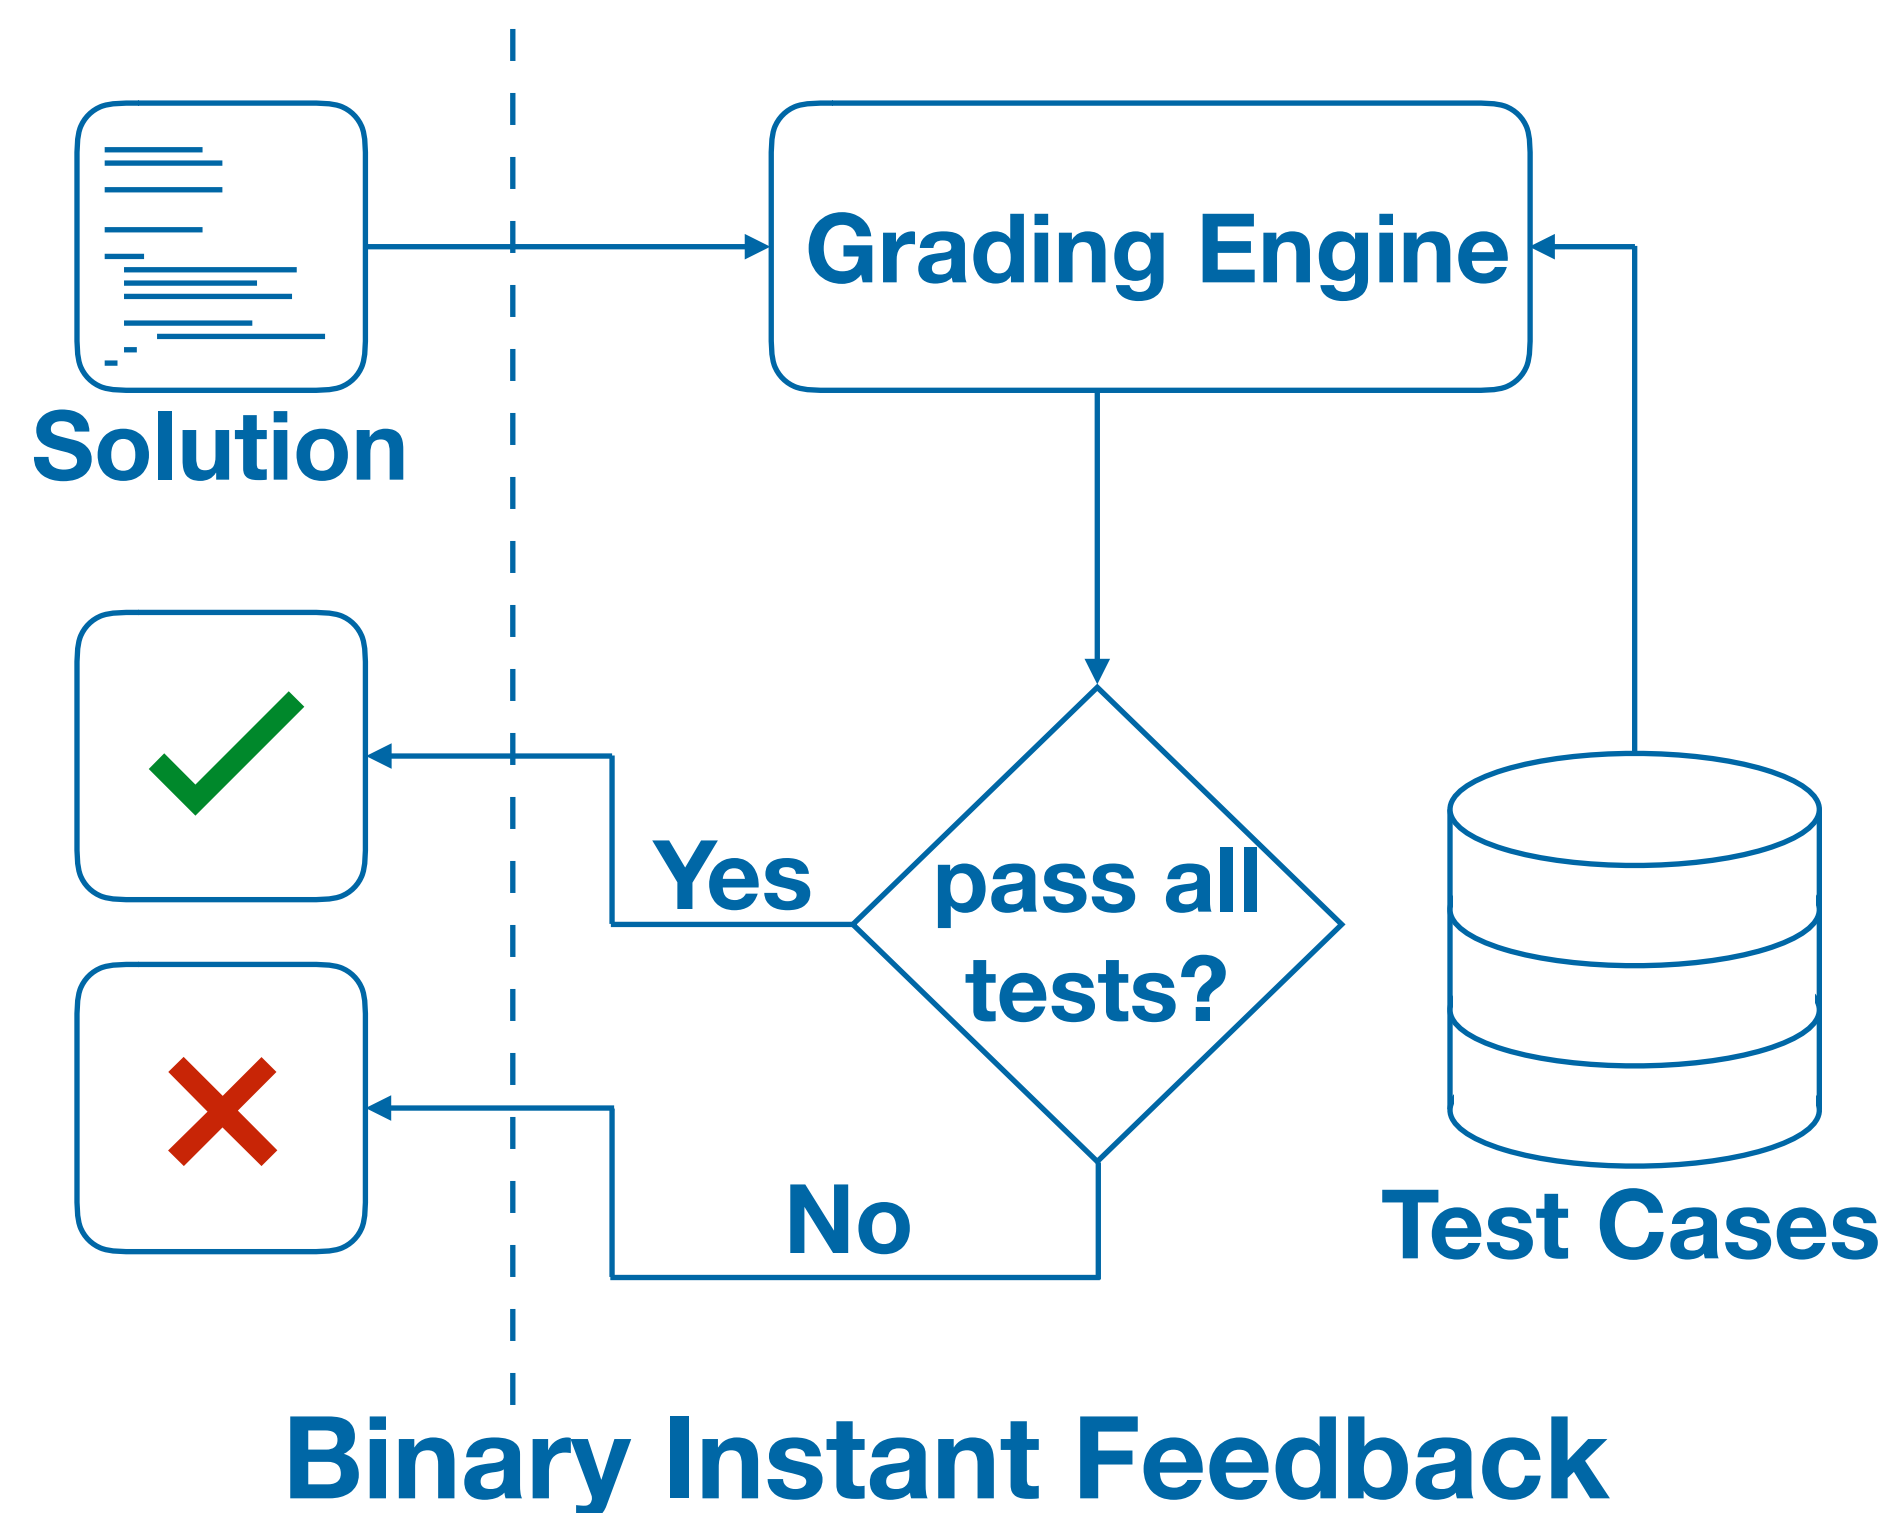 Grading Engine
Solution
Yes
pass all
tests?
No
Test Cases
Binary Instant Feedback